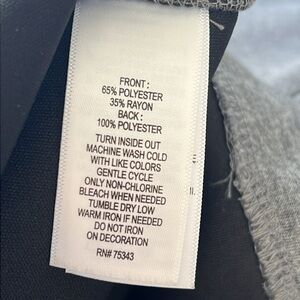 FRONT :
65% POLYESTER
35% RAYON
BACK :
100% POLYESTER
TURN INSIDE OUT
MACHINE WASH COLD
WITH LIKE COLORS
GENTLE CYCLE
ONLY NON-CHLORINE
BLEACH WHEN NEEDED
TUMBLE DRY LOW
WARM IRON IF NEEDED
DO NOT IRON
ON DECORATION
RN# 75343